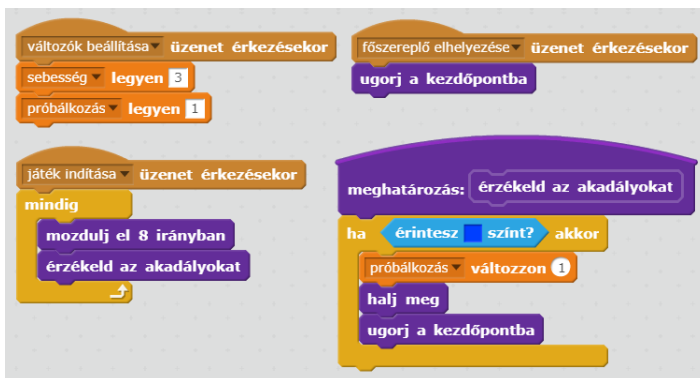 változók beállítása üzenet érkezésekor
sebesség legyen 3
próbálkozás legyen 1
főszereplő elhelyezése üzenet érkezésekor
ugorj a kezdőpontba
játék indítása üzenet érkezésekor
mindig
mozdulj el 8 irányban
érzékeld az akadályokat
meghatározás: érzékeld az akadályokat
ha érintesz színt? akkor
próbálkozás változzon 1
halj meg
ugorj a kezdőpontba